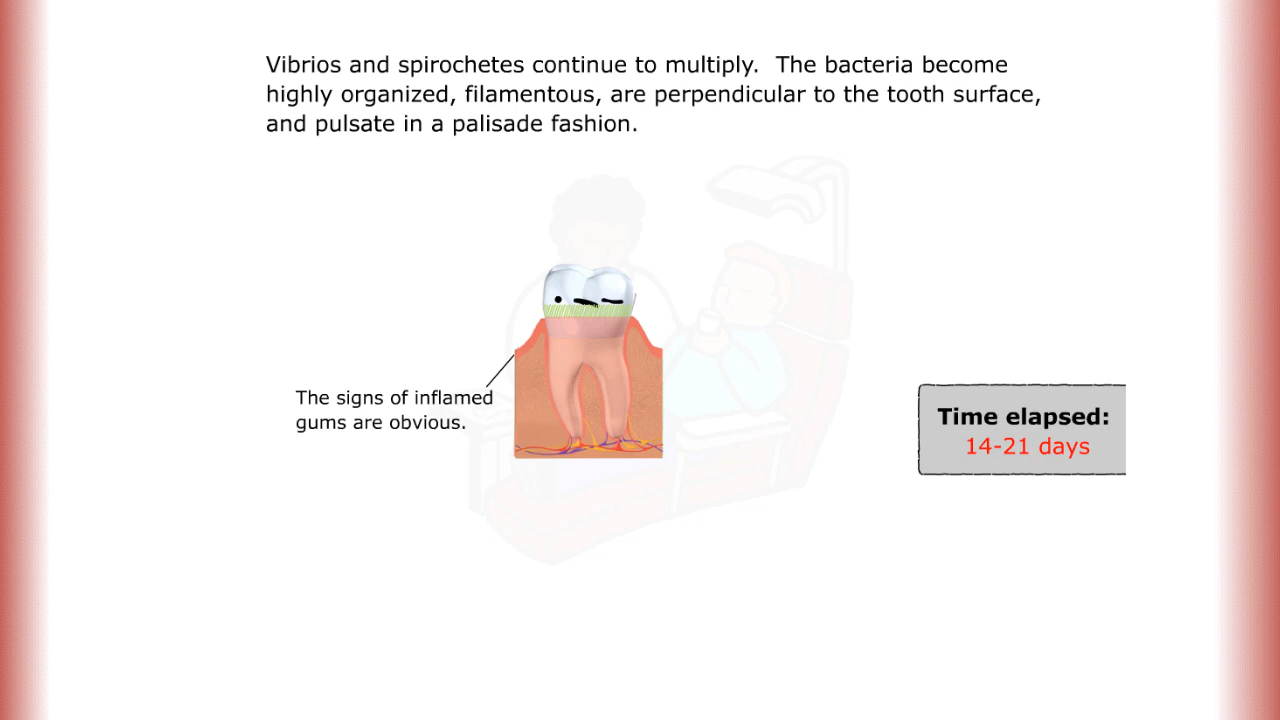 Vibrios and spirochetes continue to multiply.  The bacteria become
highly organized, filamentous, are perpendicular to the tooth surface,
and pulsate in a palisade fashion.
The signs of inflamed
gums are obvious.
Time elapsed:
14-21 days